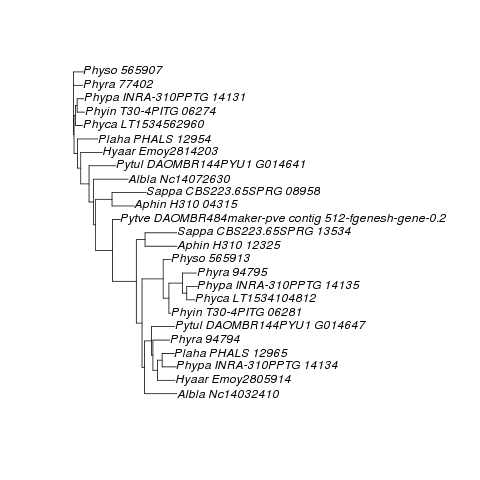 Physo 565907
Phyra 77402
Phypa INRA-310PPTG 14131
Phyin T30-4PITG 06274
Phyca LT1534562960
Plaha PHALS 12954
Hyaar Emoy2814203
Pytul DAOMBR144PYU1 G014641
Albla Nc14072630
Sappa CBS223.65SPRG 08958
Aphin H310 04315
Pytve DAOMBR484maker-pve contig 512-fgenesh-gene-0.2
Sappa CBS223.65SPRG 13534
Aphin H310 12325
Physo 565913
Phyra 94795
Phypa INRA-310PPTG 14135
Phyca LT1534104812
Phyin T30-4PITG 06281
Pytul DAOMBR144PYU1 G014647
Phyra 94794
Plaha PHALS 12965
Phypa INRA-310PPTG 14134
Hyaar Emoy2805914
Albla Nc14032410